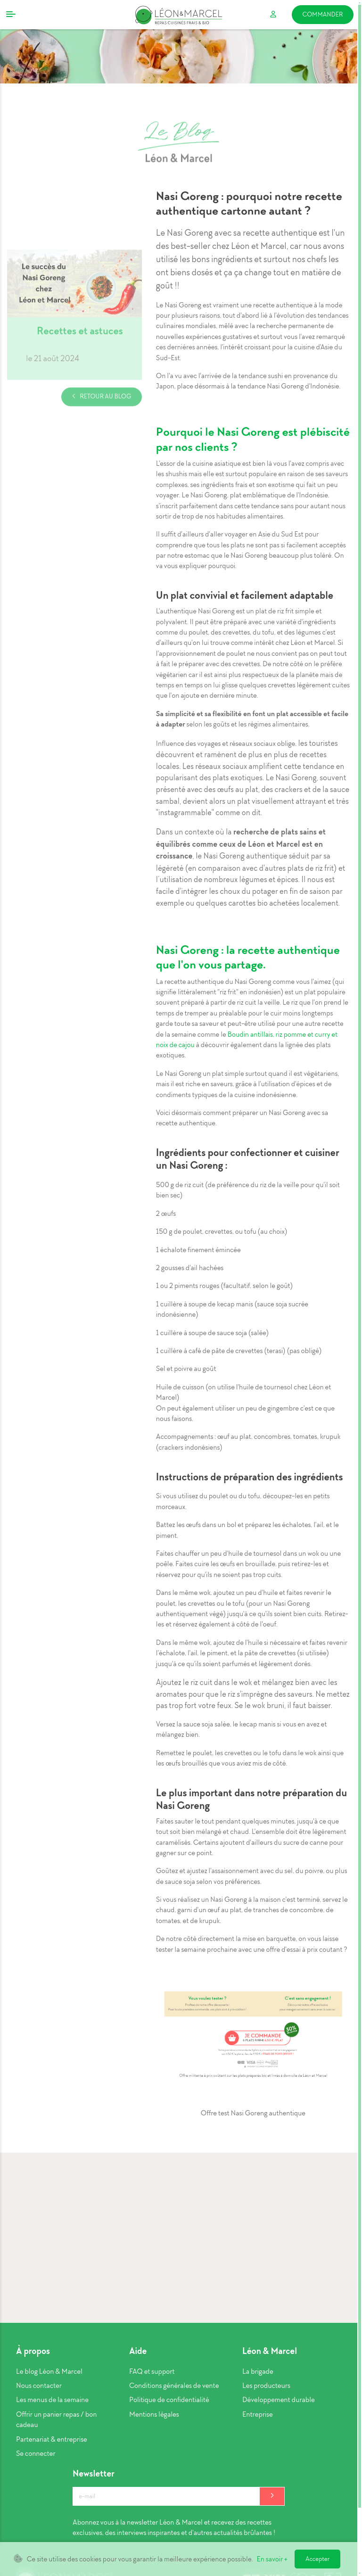 LÉON&MARCEL
REPAS CUISINÉS FRAIS & BIO
COMMANDER
Le Blog
Léon & Marcel
Le succès du
Nasi Goreng
chez
Léon et Marcel
Recettes et astuces
le 21 août 2024
RETOUR AU BLOG
Nasi Goreng : pourquoi notre recette
authentique cartonne autant ?
Le Nasi Goreng avec sa recette authentique est l'un
des best-seller chez Léon et Marcel, car nous avons
utilisé les bons ingrédients et surtout nos chefs les
ont biens dosés et ça ça change tout en matière de
goût !!
Le Nasi Goreng est vraiment une recette authentique à la mode
pour plusieurs raisons, tout d'abord lié à l'évolution des tendances
culinaires mondiales, mêlé avec la recherche permanente de
nouvelles expériences gustatives et surtout vous l'aviez remarqué
ces dernières années, l'intérêt croissant pour la cuisine d'Asie du
Sud-Est.
On l'a vu avec l'arrivée de la tendance sushi en provenance du
Japon, place désormais à la tendance Nasi Goreng d'Indonésie.
Pourquoi le Nasi Goreng est plébiscité
par nos clients ?
L'essor de la cuisine asiatique est bien là vous l'avez compris avec
les shushis mais elle est surtout populaire en raison de ses saveurs
complexes, ses ingrédients frais et son exotisme qui fait un peu
voyager. Le Nasi Goreng, plat emblématique de l'Indonésie,
s'inscrit parfaitement dans cette tendance sans pour autant nous
sortir de trop de nos habitudes alimentaires.
Il suffit d'ailleurs d'aller voyager en Asie du Sud Est pour
comprendre que tous les plats ne sont pas si facilement acceptés
par notre estomac que le Nasi Goreng beaucoup plus toléré. On
va vous expliquer pourquoi.
Un plat convivial et facilement adaptable
L'authentique Nasi Goreng est un plat de riz frit simple et
polyvalent. Il peut être préparé avec une variété d'ingrédients
comme du poulet, des crevettes, du tofu, et des légumes c'est
d'ailleurs qu'on lui trouve comme intérêt chez Léon et Marcel. Si
l'approvisionnement de poulet ne nous convient pas on peut tout
à fait le préparer avec des crevettes. De notre côté on le préfère
végétarien car il est ainsi plus respectueux de la planète mais de
temps en temps on lui glisse quelques crevettes légèrement cuites
que l'on ajoute en dernière minute.
Sa simplicité et sa flexibilité en font un plat accessible et facile
à adapter selon les goûts et les régimes alimentaires.
Influence des voyages et réseaux sociaux oblige, les touristes
découvrent et ramènent de plus en plus de recettes
locales. Les réseaux sociaux amplifient cette tendance en
popularisant des plats exotiques. Le Nasi Goreng, souvent
présenté avec des œufs au plat, des crackers et de la sauce
sambal, devient alors un plat visuellement attrayant et très
"instagrammable" comme on dit.
Dans un contexte où la recherche de plats sains et
équilibrés comme ceux de Léon et Marcel est en
croissance, le Nasi Goreng authentique séduit par sa
légèreté (en comparaison avec d'autres plats de riz frit) et
l'utilisation de nombreux légumes et épices. Il nous est
facile d'intégrer les choux du potager en fin de saison par
exemple ou quelques carottes bio achetées localement.
Nasi Goreng : la recette authentique
que l'on vous partage.
La recette authentique du Nasi Goreng comme vous l'aimez (qui
signifie littéralement "riz frit" en indonésien) est un plat populaire
souvent préparé à partir de riz cuit la veille. Le riz que l'on prend le
temps de tremper au préalable pour le cuir moins longtemps
garde toute sa saveur et peut-être utilisé pour une autre recette
de la semaine comme le Boudin antillais, riz pomme et curry et
noix de cajou à découvrir également dans la lignée des plats
exotiques.
Le Nasi Goreng un plat simple surtout quand il est végétariens,
mais il est riche en saveurs, grâce à l'utilisation d'épices et de
condiments typiques de la cuisine indonésienne.
Voici désormais comment préparer un Nasi Goreng avec sa
recette authentique.
Ingrédients pour confectionner et cuisiner
un Nasi Goreng :
500 g de riz cuit (de préférence du riz de la veille pour qu'il soit
bien sec)
2 œufs
150 g de poulet, crevettes, ou tofu (au choix)
1 échalote finement émincée
2 gousses d'ail hachées
1 ou 2 piments rouges (facultatif, selon le goût)
1 cuillère à soupe de kecap manis (sauce soja sucrée
indonésienne)
1 cuillère à soupe de sauce soja (salée)
1 cuillère à café de pâte de crevettes (terasi) (pas obligé)
Sel et poivre au goût
Huile de cuisson (on utilise l'huile de tournesol chez Léon et
Marcel)
On peut également utiliser un peu de gingembre c'est ce que
nous faisons.
Accompagnements : œuf au plat, concombres, tomates, krupuk
(crackers indonésiens)
Instructions de préparation des ingrédients
Si vous utilisez du poulet ou du tofu, découpez-les en petits
morceaux.
Battez les œufs dans un bol et préparez les échalotes, l'ail, et le
piment.
Faites chauffer un peu d'huile de tournesol dans un wok ou une
poêle. Faites cuire les œufs en brouillade, puis retirez-les et
réservez pour qu'ils ne soient pas trop cuits.
Dans le même wok, ajoutez un peu d'huile et faites revenir le
poulet, les crevettes ou le tofu (pour un Nasi Goreng
authentiquement végé) jusqu'à ce qu'ils soient bien cuits. Retirez-
les et réservez également à côté de l'oeuf.
Dans le même wok, ajoutez de l'huile si nécessaire et faites revenir
l'échalote, l'ail, le piment, et la pâte de crevettes (si utilisée)
jusqu'à ce qu'ils soient parfumés et légèrement dorés.
Ajoutez le riz cuit dans le wok et mélangez bien avec les
aromates pour que le riz s'imprègne des saveurs. Ne mettez
pas trop fort votre feux. Se le wok bruni, il faut baisser.
Versez la sauce soja salée, le kecap manis si vous en avez et
mélangez bien.
Remettez le poulet, les crevettes ou le tofu dans le wok ainsi que
les œufs brouillés que vous aviez mis de côté.
Le plus important dans notre préparation du
Nasi Goreng
Faites sauter le tout pendant quelques minutes, jusqu'à ce que
tout soit bien mélangé et chaud. L'ensemble doit être légèrement
caramélisés. Certains ajoutent d'ailleurs du sucre de canne pour
gagner sur ce point.
Goûtez et ajustez l'assaisonnement avec du sel, du poivre, ou plus
de sauce soja selon vos préférences.
Si vous réalisez un Nasi Goreng à la maison c'est terminé; servez le
chaud, garni d'un œuf au plat, de tranches de concombre, de
tomates, et de krupuk.
De notre côté directement la mise en barquette, on vous laisse
tester la semaine prochaine avec une offre d'essai à prix coutant ?
Vous voulez tester ?
C'est sans engagement !
JE COMMANDE
Offre test Nasi Goreng authentique
À propos
Le blog Léon & Marcel
Nous contacter
Les menus de la semaine
Offrir un panier repas / bon
cadeau
Partenariat & entreprise
Se connecter
Aide
FAQ et support
Conditions générales de vente
Politique de confidentialité
Mentions légales
Léon & Marcel
La brigade
Les producteurs
Développement durable
Entreprise
Newsletter
e-mail
Abonnez vous à la newsletter Léon & Marcel et recevez des recettes
exclusives, des interviews inspirantes et d'autres actualités brûlantes !
Ce site utilise des cookies pour vous garantir la meilleure expérience possible. En savoir +
Accepter